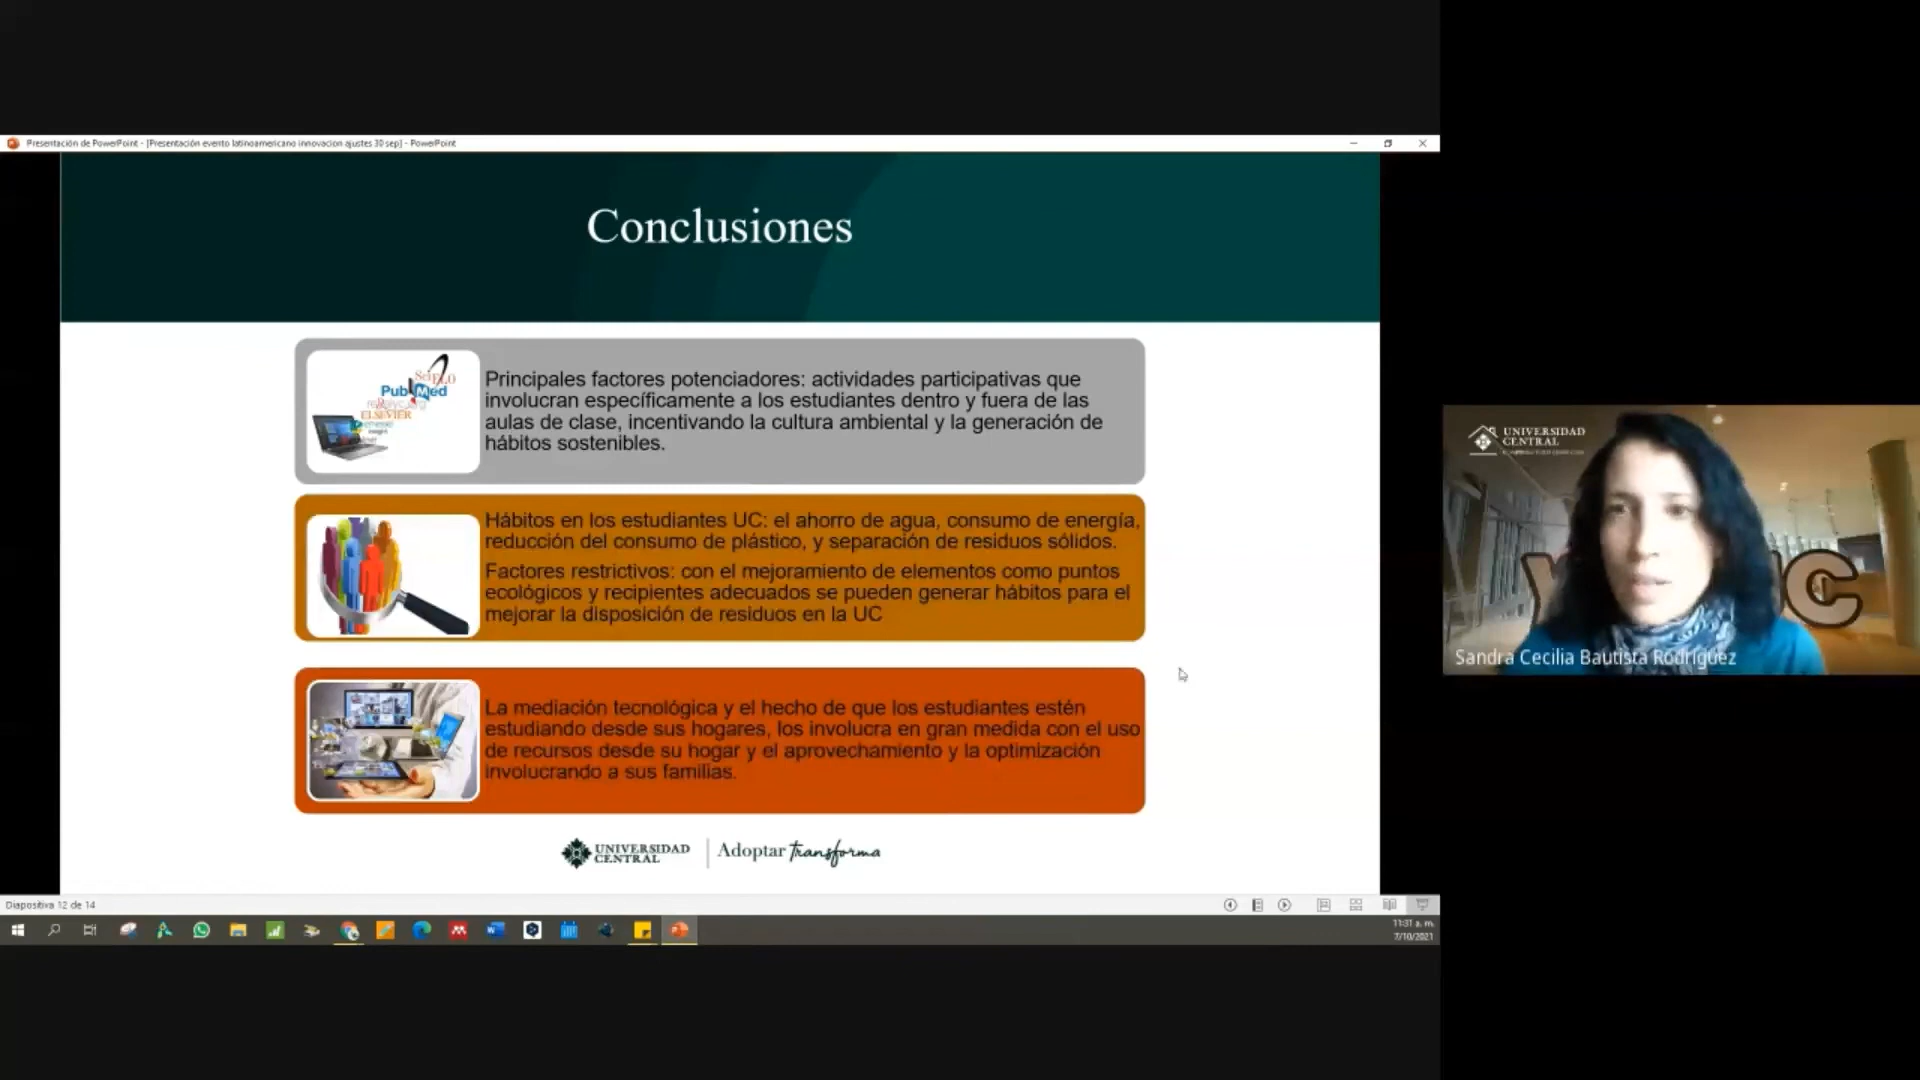 Presentación de PowerPoint - [Presentación evento latinoamericano innovacion ajustes 30 sep] - PowerPoint
Conclusiones
SciELO
PubMed
ELSEVIER
Principales factores potenciadores: actividades participativas que
involucran específicamente a los estudiantes dentro y fuera de las
aulas de clase, incentivando la cultura ambiental y la generación de
hábitos sostenibles.
Hábitos en los estudiantes UC: el ahorro de agua, consumo de energía,
reducción del consumo de plástico, y separación de residuos sólidos.
Factores restrictivos: con el mejoramiento de elementos como puntos
ecológicos y recipientes adecuados se pueden generar hábitos para el
mejorar la disposición de residuos en la UC
La mediación tecnológica y el hecho de que los estudiantes estén
estudiando desde sus hogares, los involucra en gran medida con el uso
de recursos desde su hogar y el aprovechamiento y la optimización
involucrando a sus familias.
UNIVERSIDAD
CENTRAL
Adoptar transforma
Diapositiva 12 de 14
11:31 a. m.
7/10/2021
UNIVERSIDAD
CENTRAL
Sandra Cecilia Bautista Rodríguez